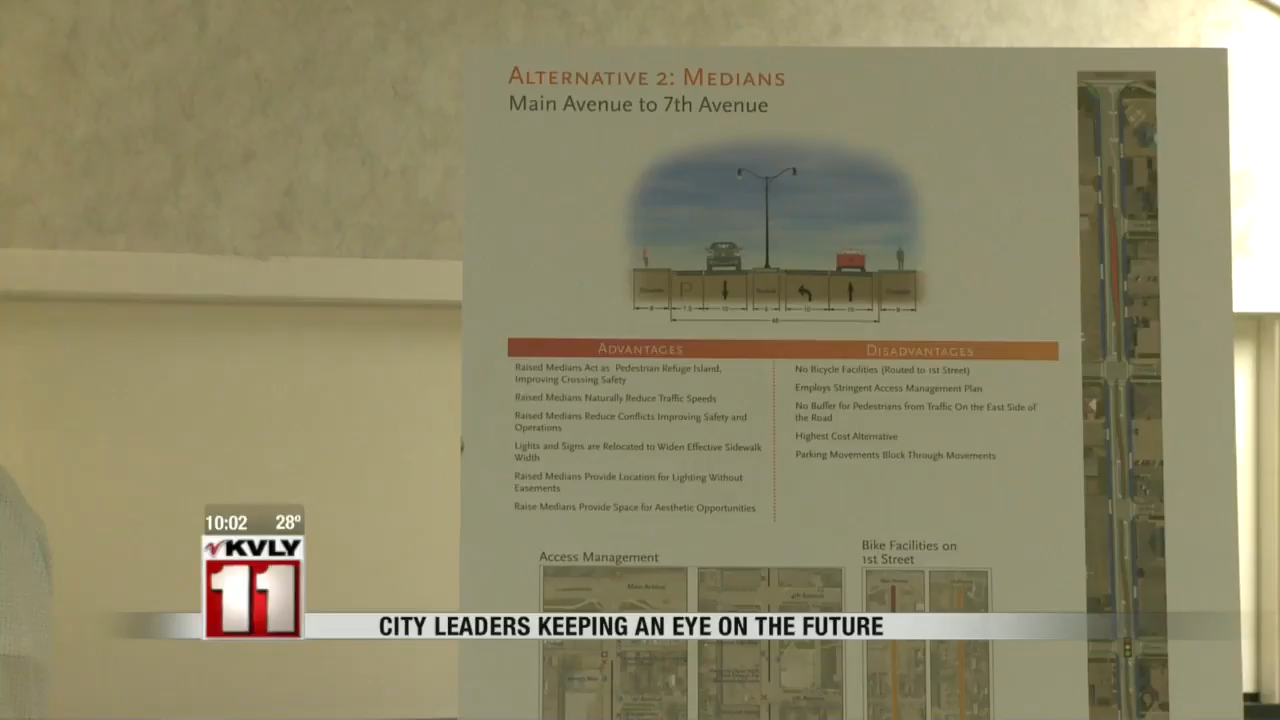 ALTERNATIVE 2: MEDIANS
Main Avenue to 7th Avenue
ADVANTAGES
Raised Medians Act as Pedestrian Refuge Island,
Improving Crossing Safety
Raised Medians Naturally Reduce Traffic Speeds
Raised Medians Reduce Conflicts Improving Safety and
Operations
Lights and Signs are Relocated to Widen Effective Sidewalk
Width
Raised Medians Provide Location for Lighting Without
Easements
Raise Medians Provide Space for Aesthetic Opportunities
DISADVANTAGES
No Bicycle Facilities (Routed to 1st Street)
Employs Stringent Access Management Plan
No Buffer for Pedestrians from Traffic On the East Side of
the Road
Highest Cost Alternative
Parking Movements Block Through Movements
Access Management
Main Avenue
4th Avenue
Bike Facilities on
1st Street
10:02 28°
KVLY
11
CITY LEADERS KEEPING AN EYE ON THE FUTURE